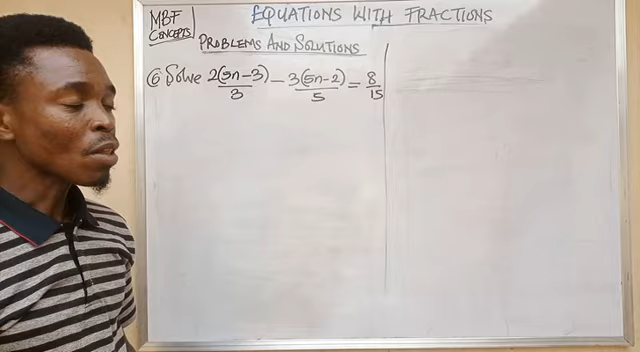 MBF
CONCEPTS
EQUATIONS WITH FRACTIONS
PROBLEMS AND SOLUTIONS
⑥ Solve 2(5n-3)/3 - 3(5n-2)/5 = 8/15